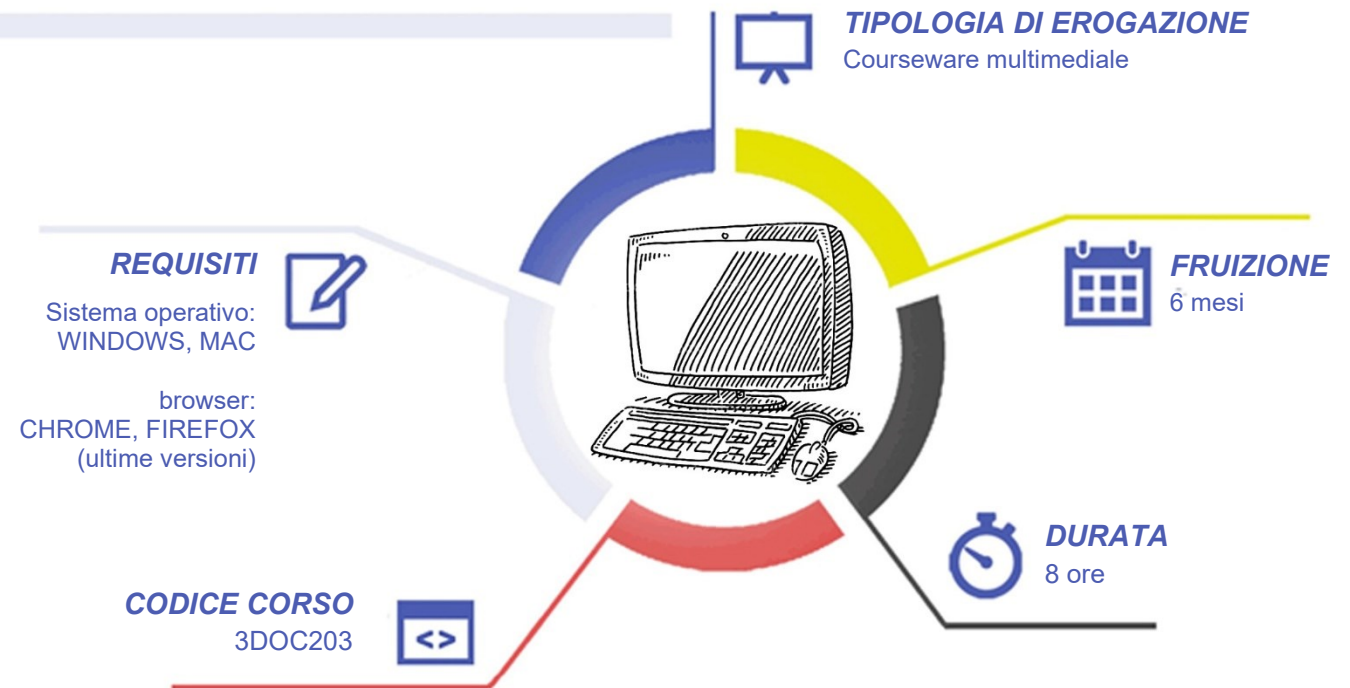 TIPOLOGIA DI EROGAZIONE
Courseware multimediale
REQUISITI
Sistema operativo:
WINDOWS, MAC
browser:
CHROME, FIREFOX
(ultime versioni)
FRUIZIONE
6 mesi
DURATA
8 ore
CODICE CORSO
3DOC203
<>